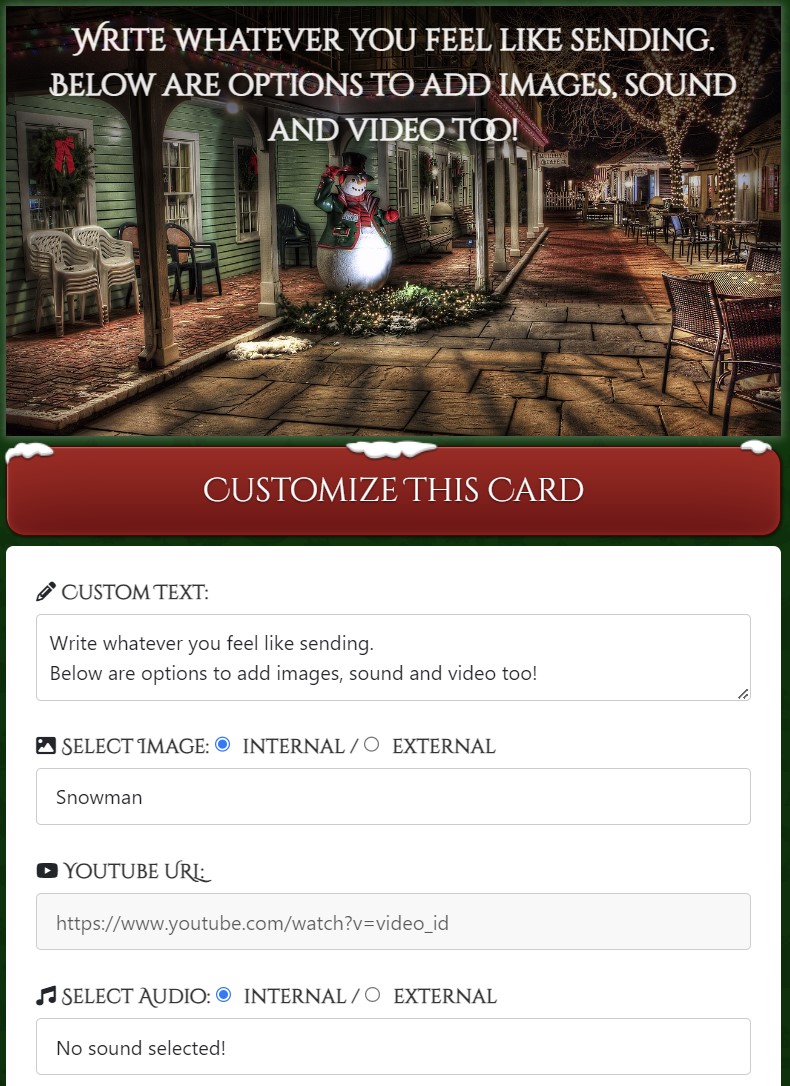 Write whatever you feel like sending.
Below are options to add images, sound
and video too!
Customize This Card
Custom Text:
Write whatever you feel like sending.
Below are options to add images, sound and video too!
Select Image: internal / external
Snowman
Youtube URL:
https://www.youtube.com/watch?v=video_id
Select Audio: internal / external
No sound selected!